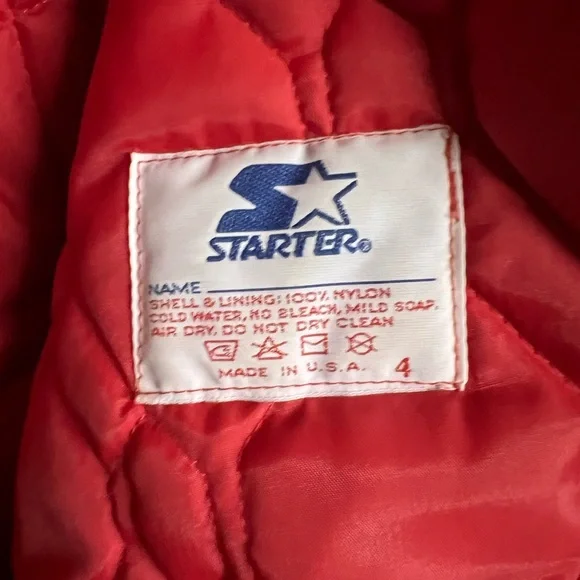 STARTER®
NAME
SHELL & LINING: 100% NYLON
COLD WATER, NO BLEACH, MILD SOAP.
AIR DRY. DO NOT DRY CLEAN
MADE IN U.S.A. 4